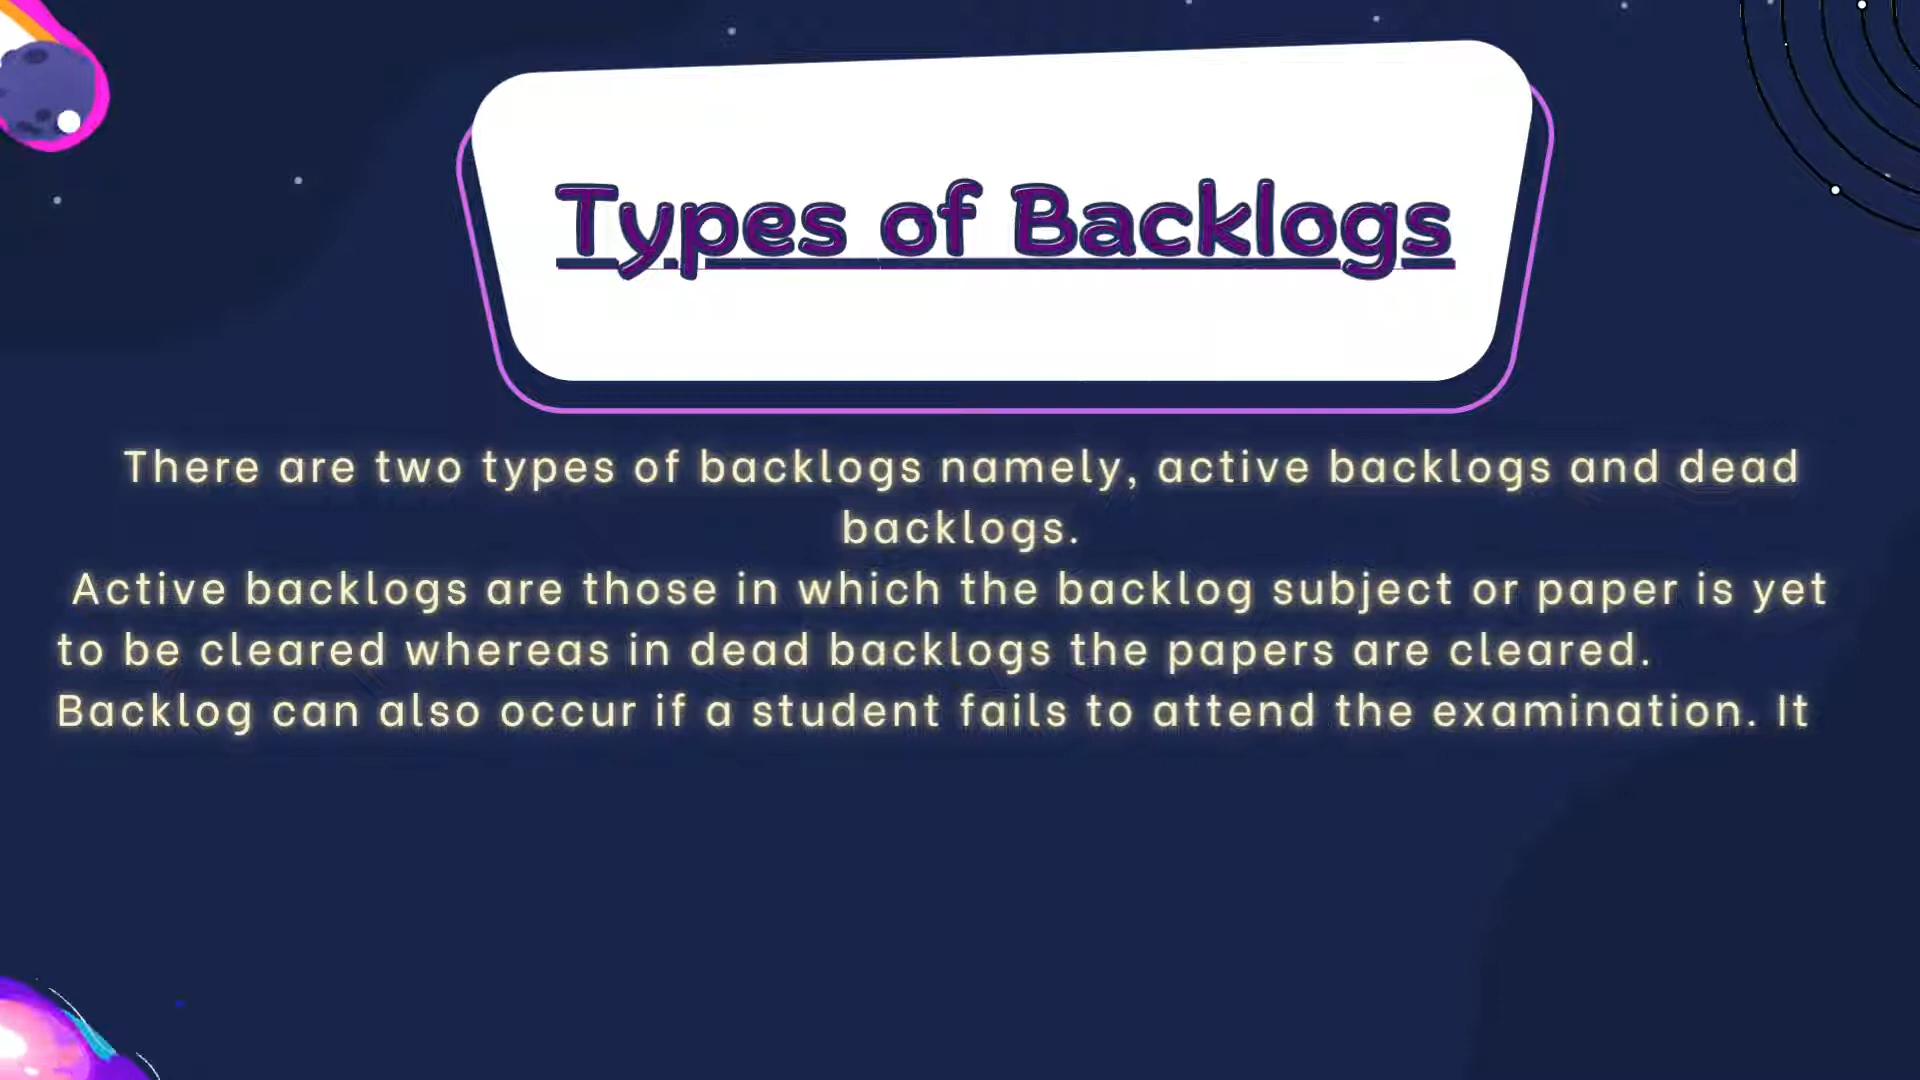 Types of Backlogs
There are two types of backlogs namely, active backlogs and dead
backlogs.
Active backlogs are those in which the backlog subject or paper is yet
to be cleared whereas in dead backlogs the papers are cleared.
Backlog can also occur if a student fails to attend the examination. It